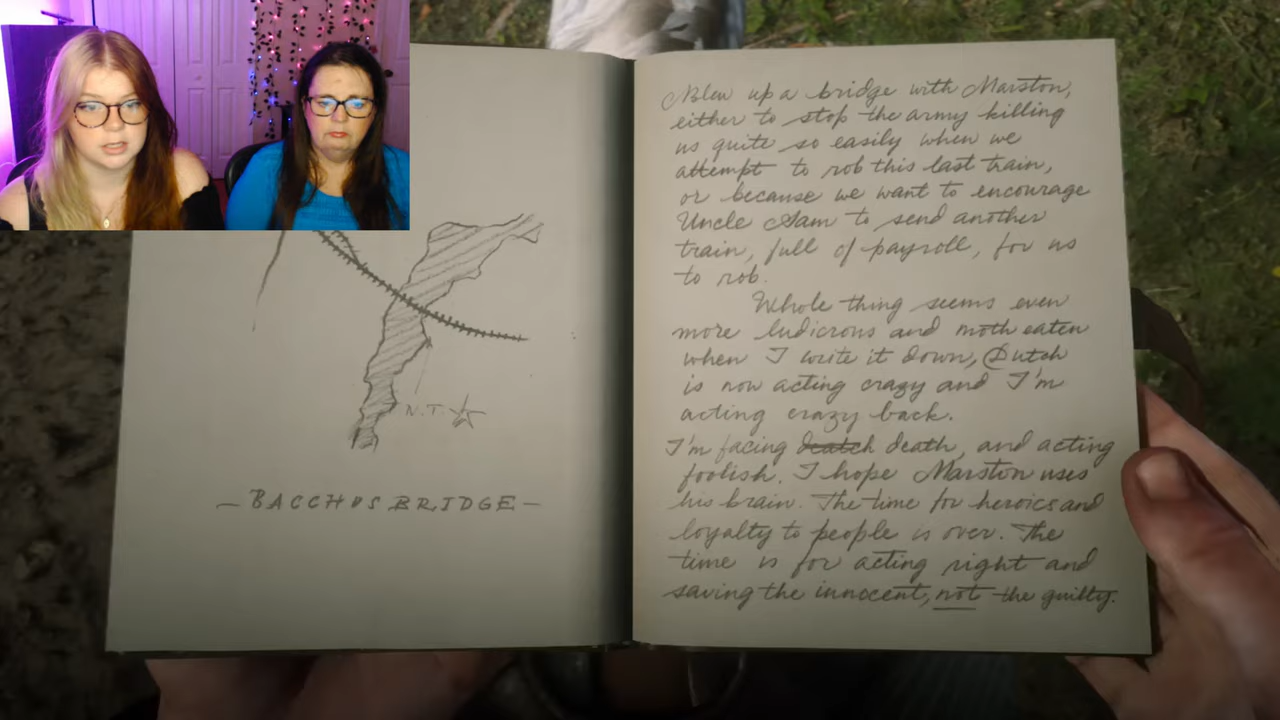 N.T.
— BACCHUS BRIDGE —
Blew up a bridge with Marston,
either to stop the army killing
us quite so easily when we
attempt to rob this last train,
or because we want to encourage
Uncle Sam to send another
train, full of payroll, for us
to rob.
Whole thing seems even
more ludicrous and moth eaten
when I write it down, Dutch
is now acting crazy and I'm
acting crazy back.
I'm facing death, and acting
foolish. I hope Marston uses
his brain. The time for heroics and
loyalty to people is over. The
time is for acting right and
saving the innocent, not the guilty.